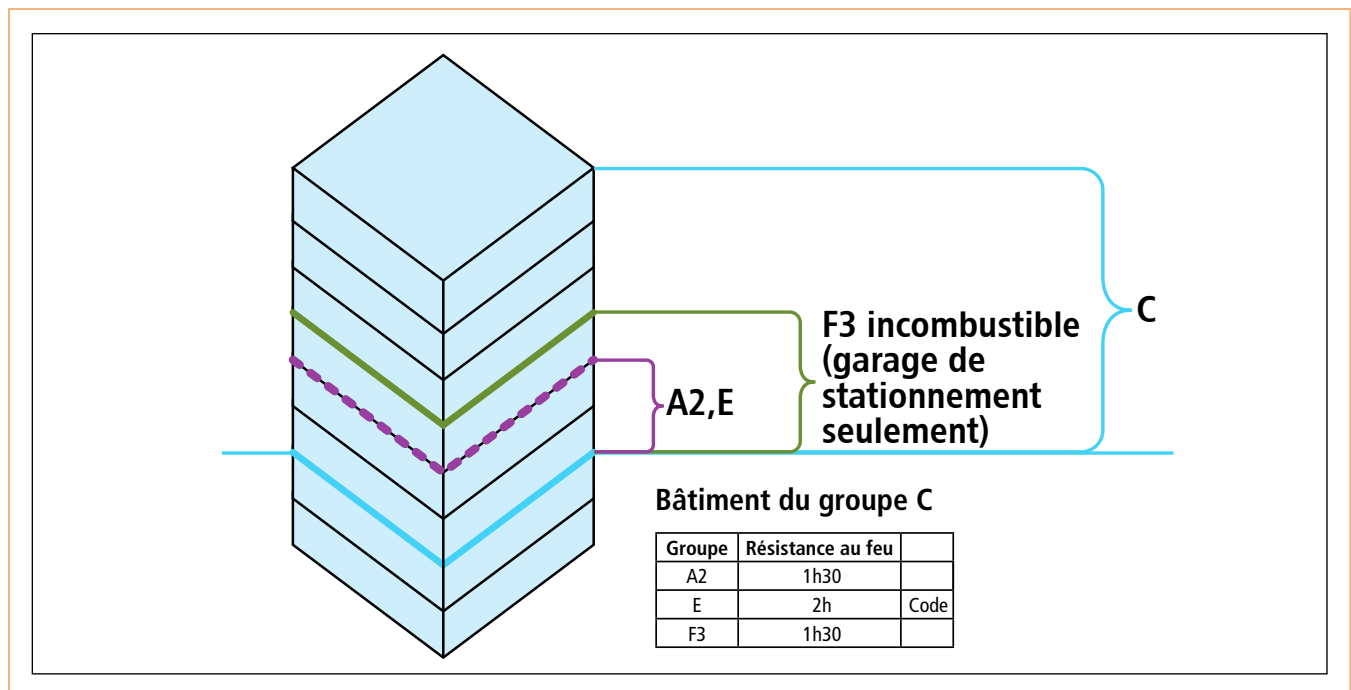 C
F3 incombustible
(garage de
stationnement
seulement)
A2,E
Bâtiment du groupe C
Groupe Résistance au feu
A2 1h30
E 2h Code
F3 1h30